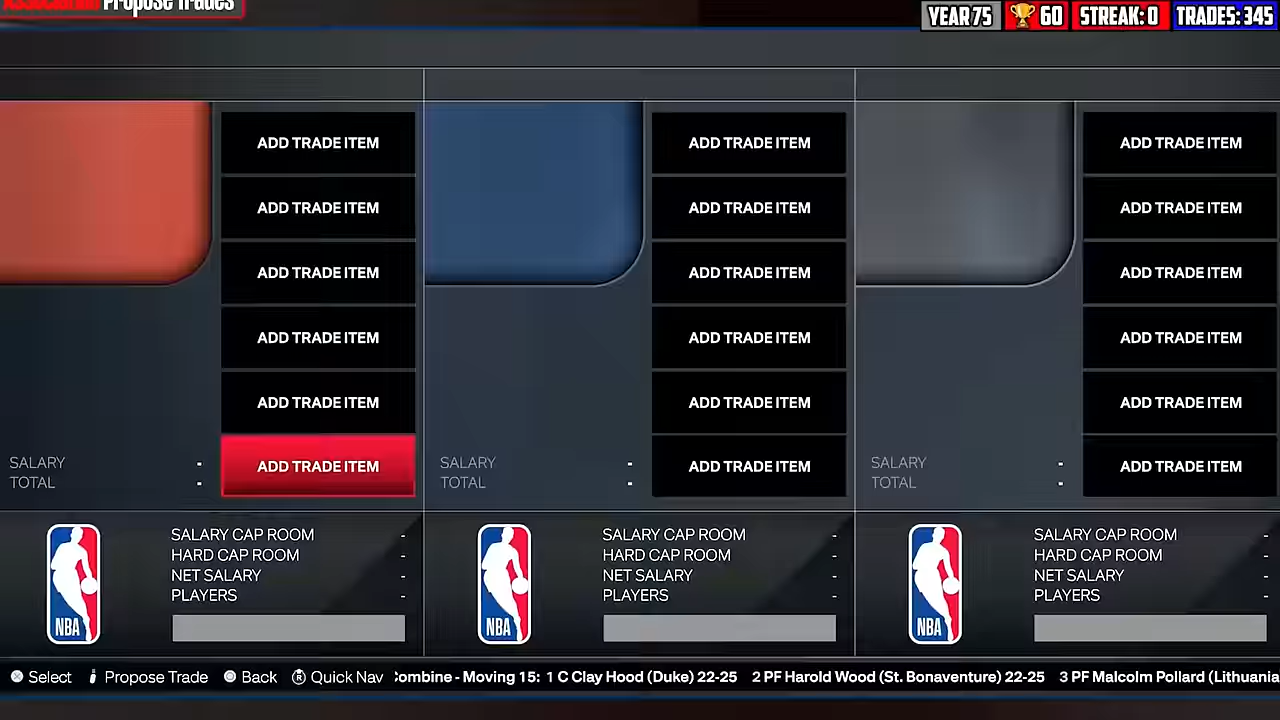 Association Propose Trades
YEAR 75
60
STREAK: 0
TRADES: 345
ADD TRADE ITEM
ADD TRADE ITEM
ADD TRADE ITEM
ADD TRADE ITEM
ADD TRADE ITEM
ADD TRADE ITEM
SALARY -
TOTAL -
ADD TRADE ITEM
ADD TRADE ITEM
ADD TRADE ITEM
ADD TRADE ITEM
ADD TRADE ITEM
ADD TRADE ITEM
SALARY -
TOTAL -
ADD TRADE ITEM
ADD TRADE ITEM
ADD TRADE ITEM
ADD TRADE ITEM
ADD TRADE ITEM
ADD TRADE ITEM
SALARY -
TOTAL -
NBA
SALARY CAP ROOM -
HARD CAP ROOM -
NET SALARY -
PLAYERS -
NBA
SALARY CAP ROOM -
HARD CAP ROOM -
NET SALARY -
PLAYERS -
NBA
SALARY CAP ROOM -
HARD CAP ROOM -
NET SALARY -
PLAYERS -
Select Propose Trade Back R Quick Nav Combine - Moving 15: 1 C Clay Hood (Duke) 22-25 2 PF Harold Wood (St. Bonaventure) 22-25 3 PF Malcolm Pollard (Lithuania